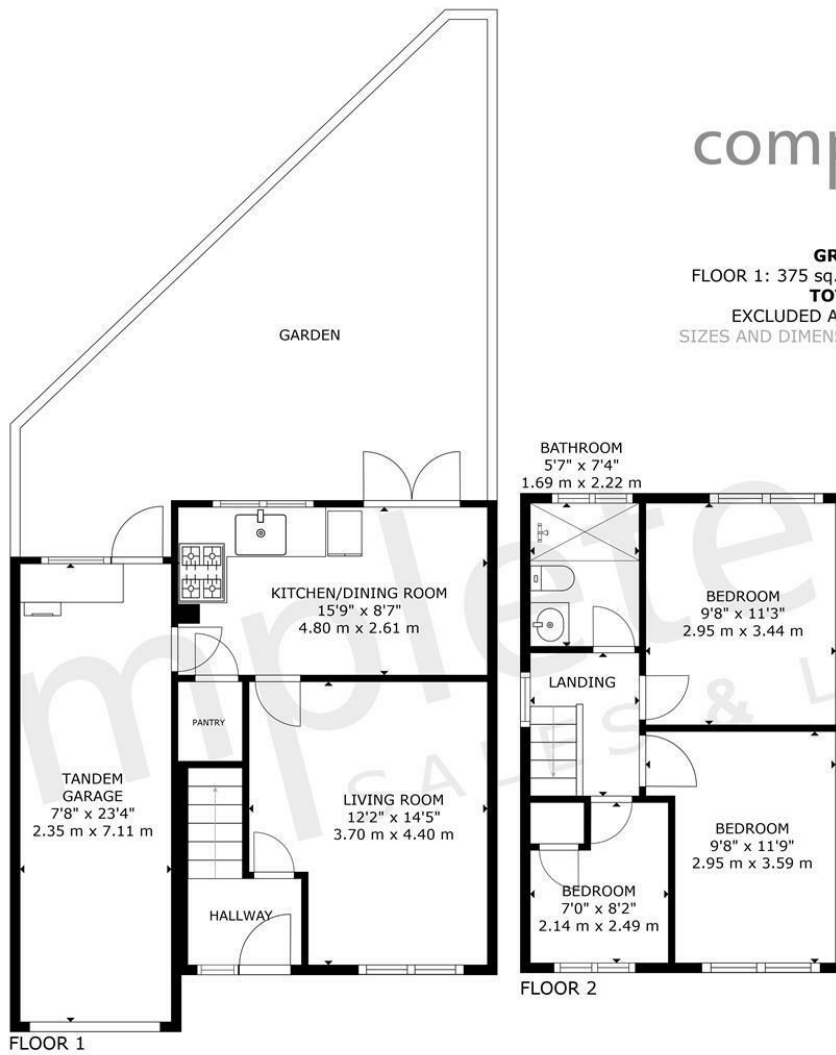 comp
GR
FLOOR 1: 375 sq.
TO
EXCLUDED A
SIZES AND DIMENS
GARDEN
KITCHEN/DINING ROOM
15'9" x 8'7"
4.80 m x 2.61 m
PANTRY
TANDEM
GARAGE
7'8" x 23'4"
2.35 m x 7.11 m
LIVING ROOM
12'2" x 14'5"
3.70 m x 4.40 m
HALLWAY
FLOOR 1
BATHROOM
5'7" x 7'4"
1.69 m x 2.22 m
BEDROOM
9'8" x 11'3"
2.95 m x 3.44 m
LANDING
BEDROOM
9'8" x 11'9"
2.95 m x 3.59 m
BEDROOM
7'0" x 8'2"
2.14 m x 2.49 m
FLOOR 2
mplete
SALES & L